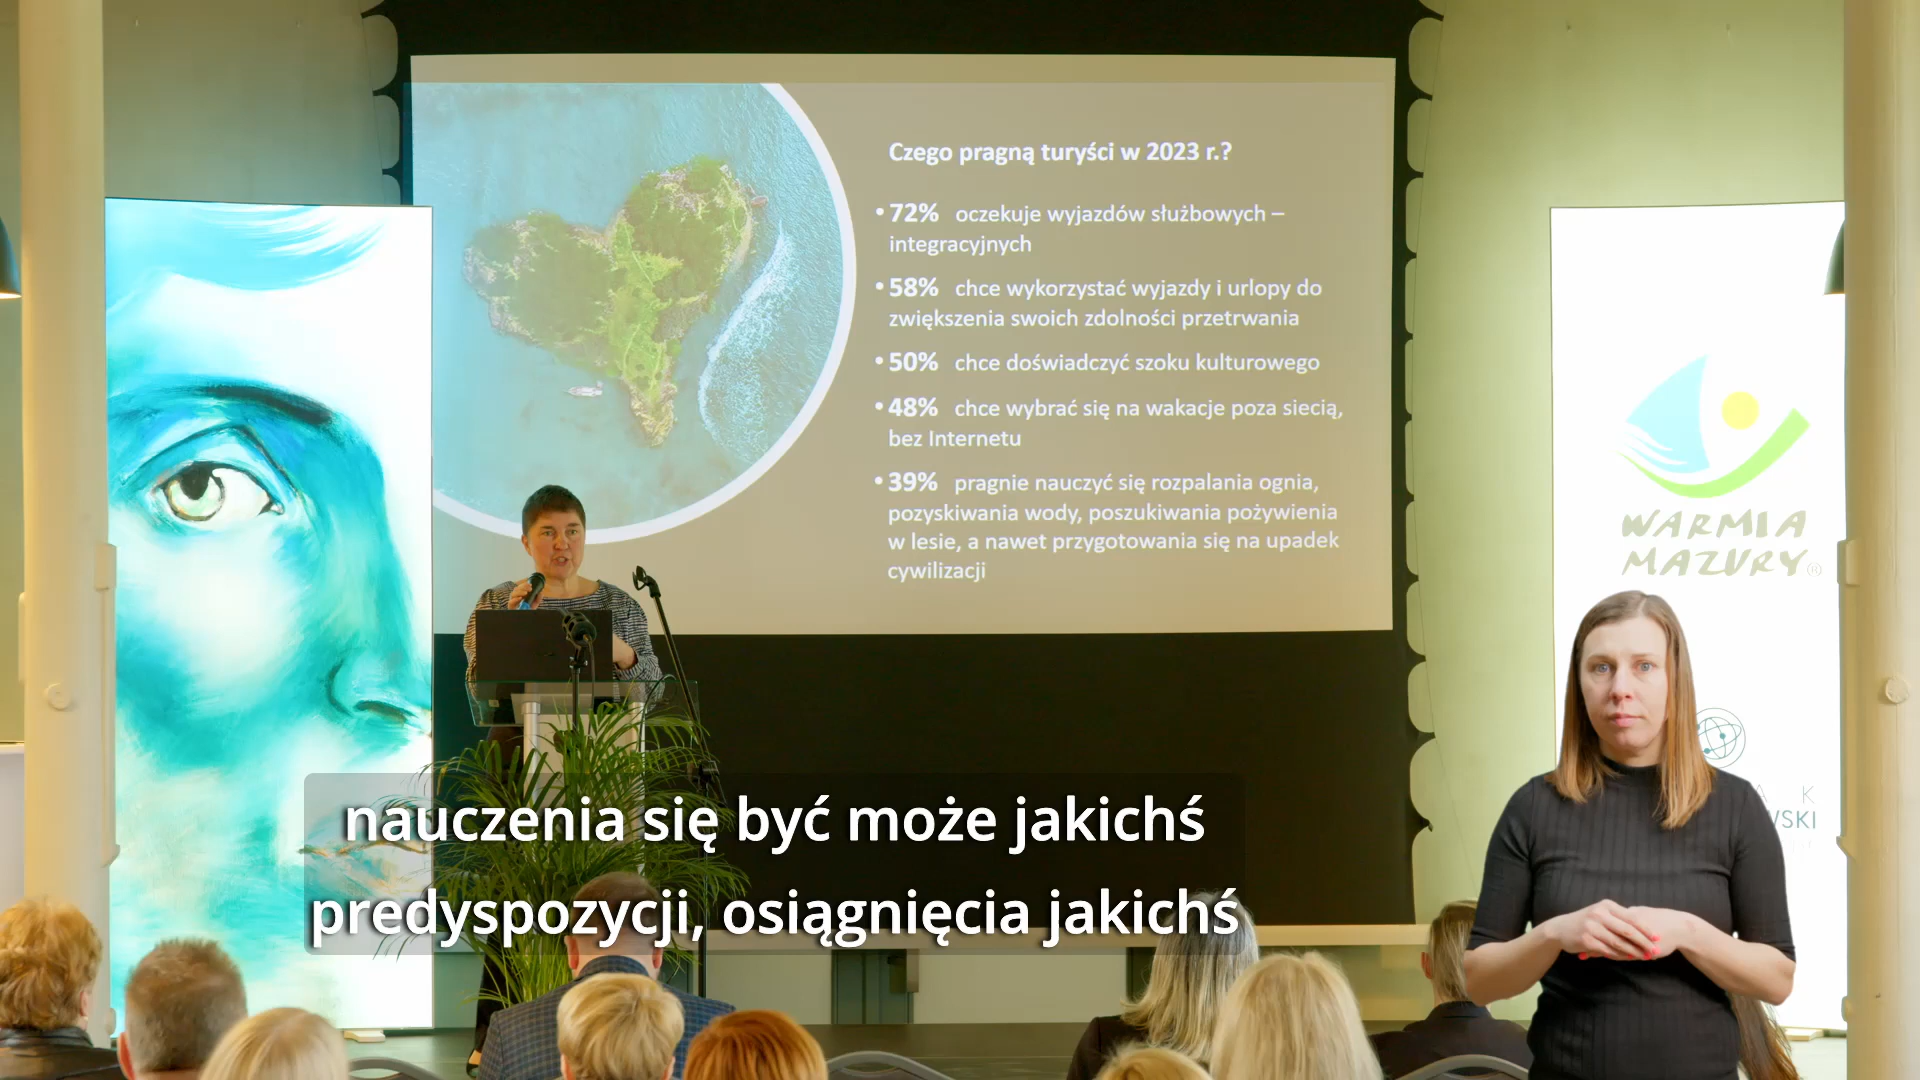 Czego pragną turyści w 2023 r.?
• 72% oczekuje wyjazdów służbowych –
integracyjnych
• 58% chce wykorzystać wyjazdy i urlopy do
zwiększenia swoich zdolności przetrwania
• 50% chce doświadczyć szoku kulturowego
• 48% chce wybrać się na wakacje poza siecią,
bez Internetu
• 39% pragnie nauczyć się rozpalania ognia,
pozyskiwania wody, poszukiwania pożywienia
w lesie, a nawet przygotowania się na upadek
cywilizacji
WARMIA
MAZURY®
nauczenia się być może jakichś
predyspozycji, osiągnięcia jakichś